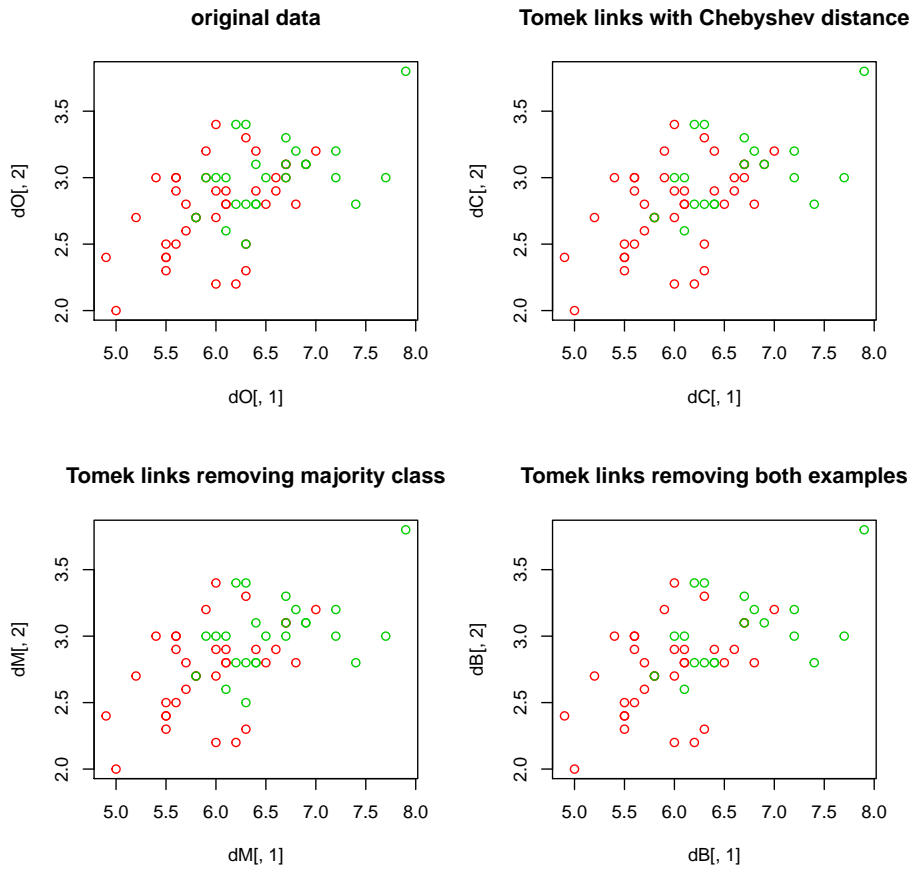 original data
3.5
3.0
2.5
2.0
dO[, 2]
5.0 5.5 6.0 6.5 7.0 7.5 8.0
dO[, 1]
Tomek links with Chebyshev distance
3.5
3.0
2.5
2.0
dC[, 2]
5.0 5.5 6.0 6.5 7.0 7.5 8.0
dC[, 1]
Tomek links removing majority class
3.5
3.0
2.5
2.0
dM[, 2]
5.0 5.5 6.0 6.5 7.0 7.5 8.0
dM[, 1]
Tomek links removing both examples
3.5
3.0
2.5
2.0
dB[, 2]
5.0 5.5 6.0 6.5 7.0 7.5 8.0
dB[, 1]